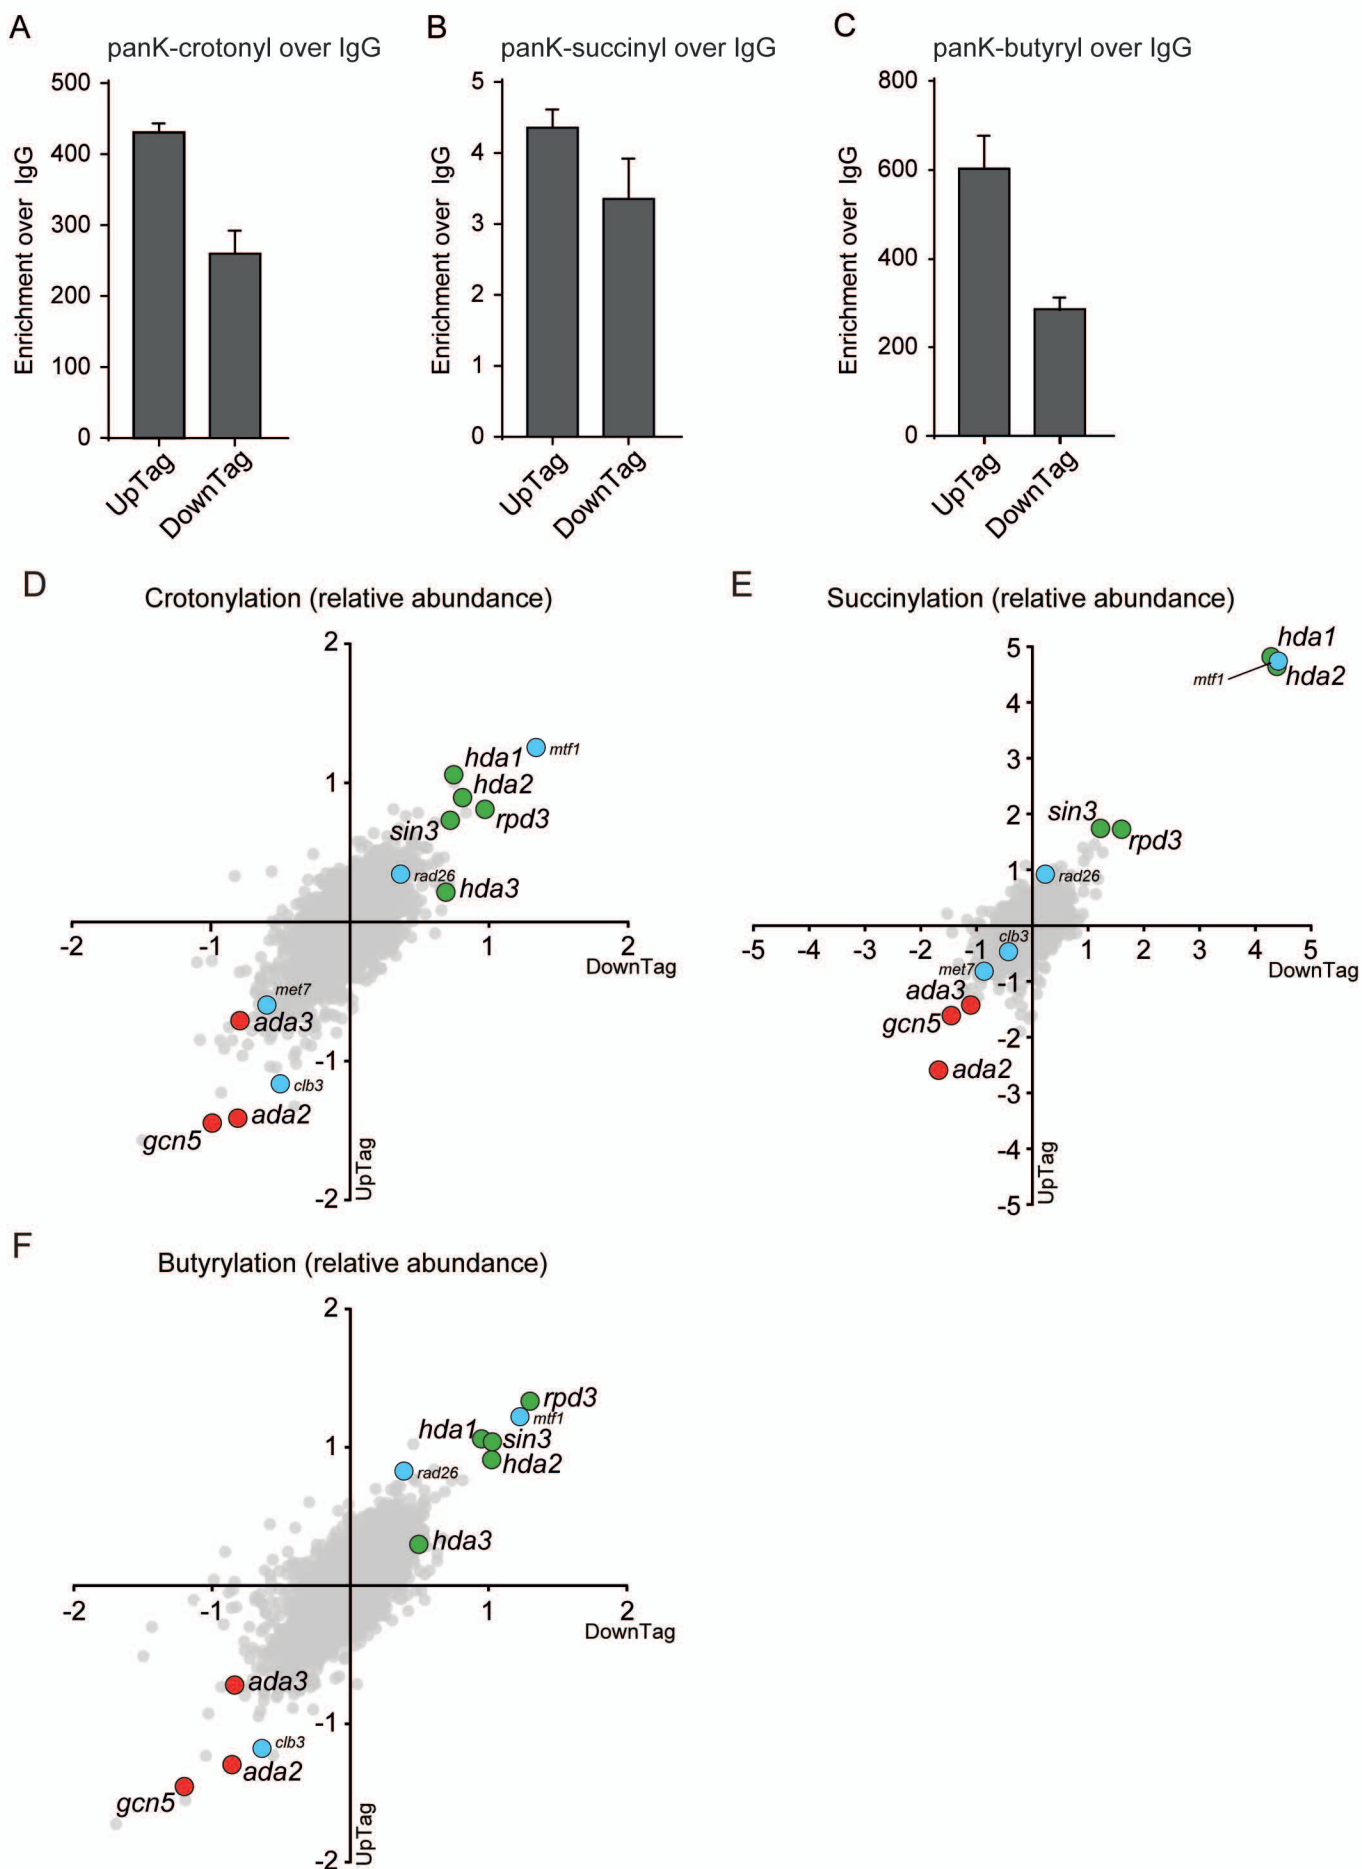 A
panK-crotonyl over IgG
Enrichment over IgG
500
400
300
200
100
0
UpTag
DownTag
B
panK-succinyl over IgG
Enrichment over IgG
5
4
3
2
1
0
UpTag
DownTag
C
panK-butyryl over IgG
Enrichment over IgG
800
600
400
200
0
UpTag
DownTag
D
Crotonylation (relative abundance)
2
hda1
mtf1
1
hda2
rpd3
sin3
rad26
hda3
-2
-1
1
2
DownTag
met7
ada3
-1
clb3
ada2
gcn5
UpTag
-2
E
Succinylation (relative abundance)
hda1
5
mtf1
hda2
4
3
2
sin3
rpd3
1
rad26
-5
-4
-3
-2
-1
1
2
3
4
5
DownTag
clb3
met7
-1
ada3
gcn5
-2
ada2
-3
-4
UpTag
-5
F
Butyrylation (relative abundance)
2
rpd3
mtf1
hda1
sin3
1
hda2
rad26
hda3
-2
-1
1
2
DownTag
ada3
-1
clb3
ada2
gcn5
UpTag
-2